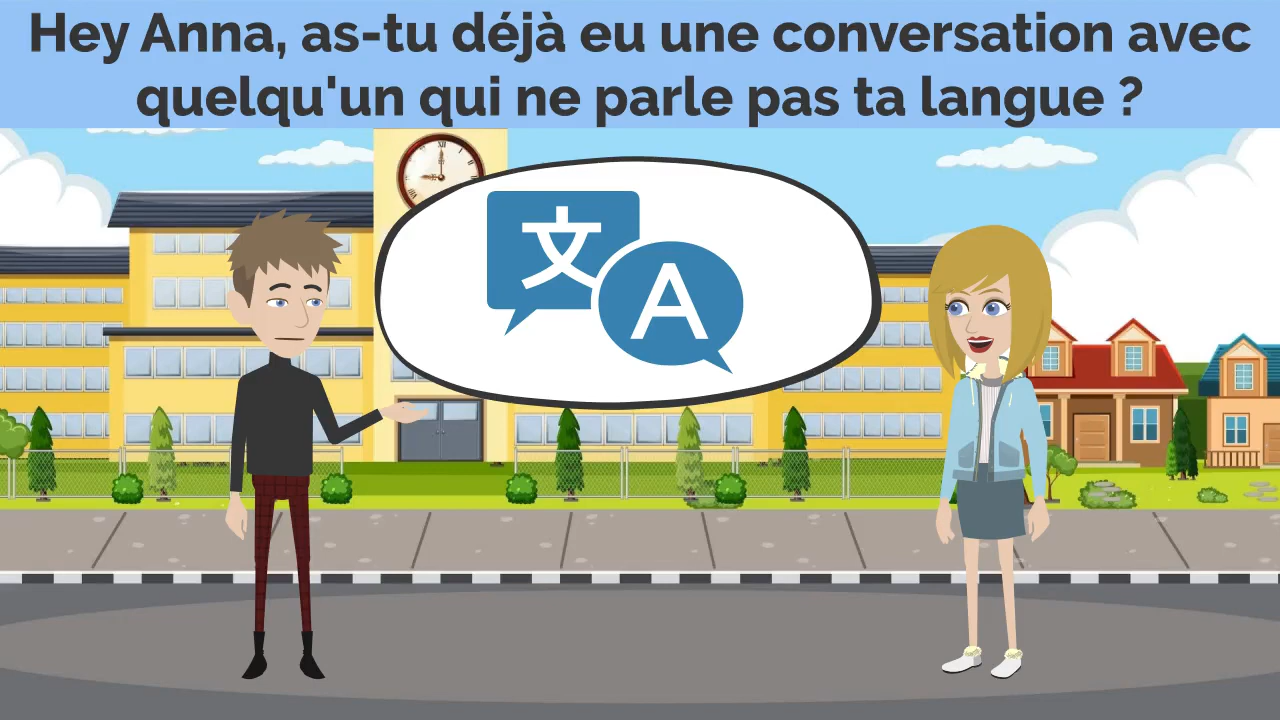 Hey Anna, as-tu déjà eu une conversation avec
quelqu'un qui ne parle pas ta langue ?
文
A